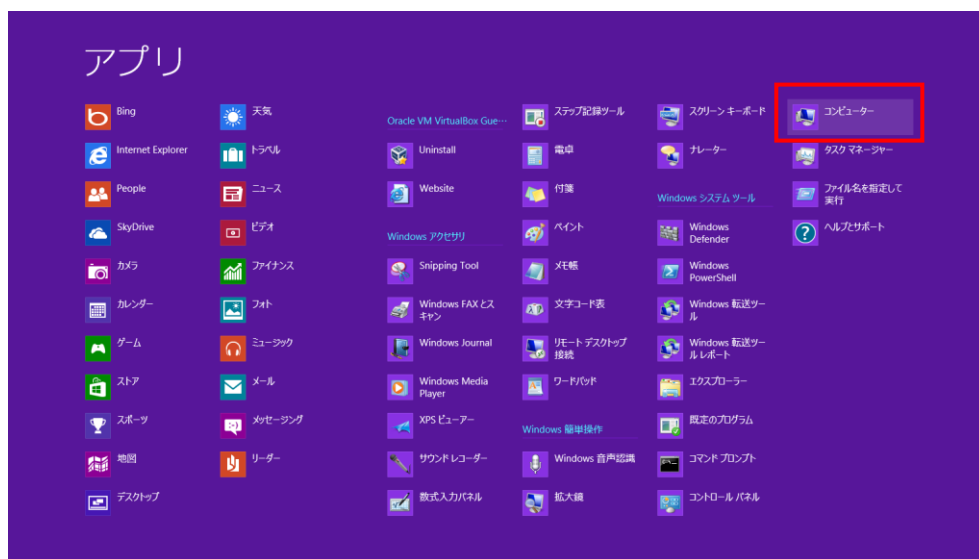 アプリ
Bing
Internet Explorer
People
SkyDrive
カメラ
カレンダー
ゲーム
ストア
スポーツ
地図
デスクトップ
天気
トラベル
ニュース
ビデオ
ファイナンス
フォト
ミュージック
メール
メッセージング
リーダー
Oracle VM VirtualBox Gue…
Uninstall
Website
Windows アクセサリ
Snipping Tool
Windows FAX とス
キャン
Windows Journal
Windows Media
Player
XPS ビューアー
サウンド レコーダー
数式入力パネル
ステップ記録ツール
電卓
付箋
ペイント
メモ帳
文字コード表
リモート デスクトップ
接続
ワードパッド
Windows 簡単操作
Windows 音声認識
拡大鏡
スクリーン キーボード
ナレーター
Windows システム ツール
Windows
Defender
Windows
PowerShell
Windows 転送ツー
ル
Windows 転送ツー
ル レポート
エクスプローラー
既定のプログラム
コマンド プロンプト
コントロール パネル
コンピューター
タスク マネージャー
ファイル名を指定して
実行
ヘルプとサポート